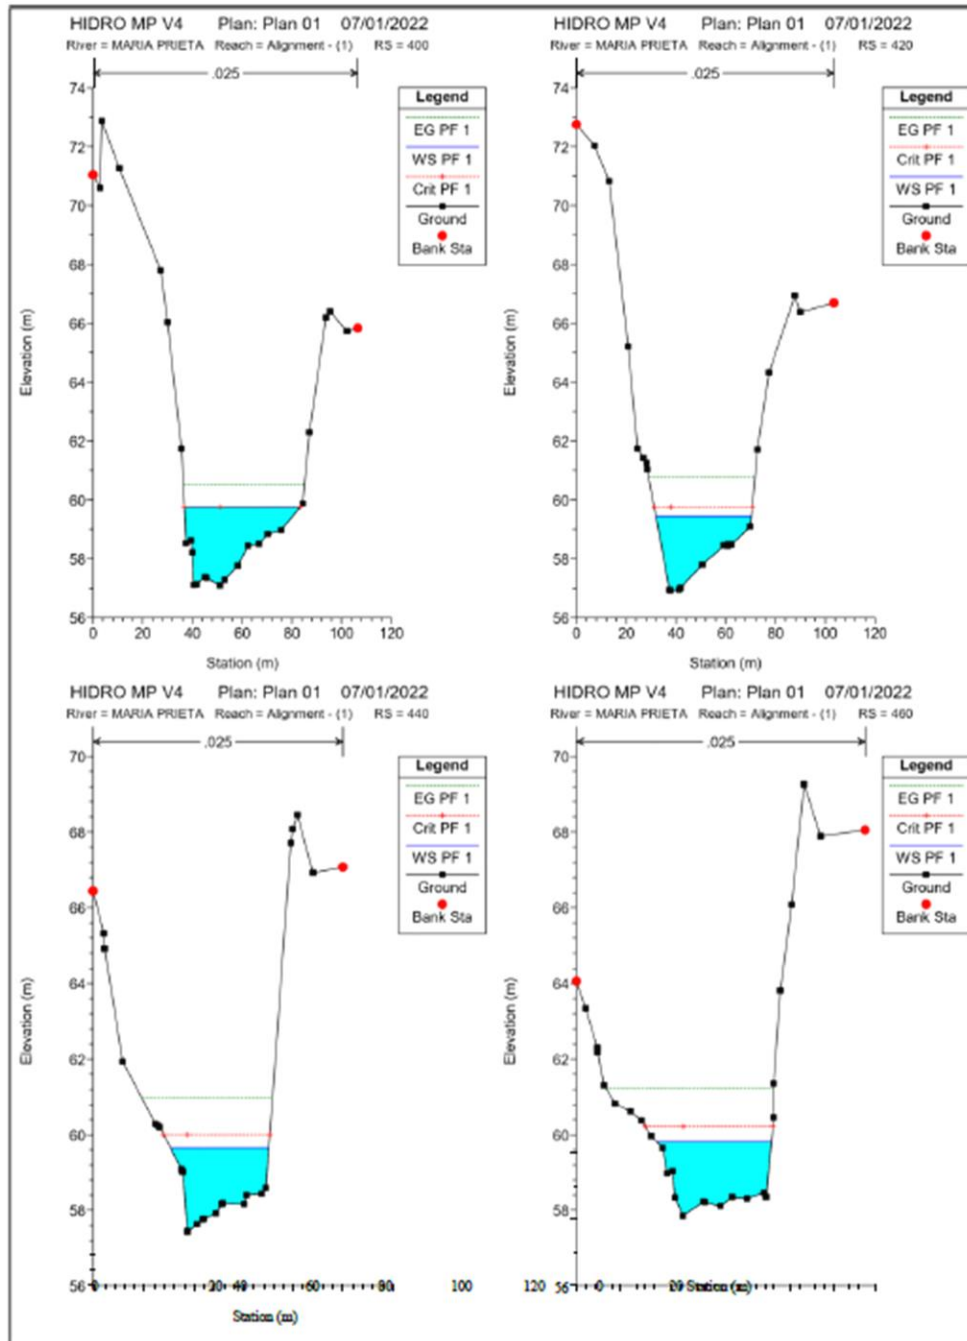 HIDRO MP V4 Plan: Plan 01 07/01/2022
River = MARIA PRIETA Reach = Alignment - (1) RS = 400
.025
Legend
EG PF 1
WS PF 1
Crit PF 1
Ground
Bank Sta
Elevation (m)
74
72
70
68
66
64
62
60
58
56
0 20 40 60 80 100 120
Station (m)
HIDRO MP V4 Plan: Plan 01 07/01/2022
River = MARIA PRIETA Reach = Alignment - (1) RS = 420
.025
Legend
EG PF 1
Crit PF 1
WS PF 1
Ground
Bank Sta
Elevation (m)
74
72
70
68
66
64
62
60
58
56
0 20 40 60 80 100 120
Station (m)
HIDRO MP V4 Plan: Plan 01 07/01/2022
River = MARIA PRIETA Reach = Alignment - (1) RS = 440
.025
Legend
EG PF 1
Crit PF 1
WS PF 1
Ground
Bank Sta
Elevation (m)
70
68
66
64
62
60
58
56
0 20 40 60 80 100 120
Station (m)
HIDRO MP V4 Plan: Plan 01 07/01/2022
River = MARIA PRIETA Reach = Alignment - (1) RS = 460
.025
Legend
EG PF 1
Crit PF 1
WS PF 1
Ground
Bank Sta
Elevation (m)
70
68
66
64
62
60
58
56
0 20
Station (m)